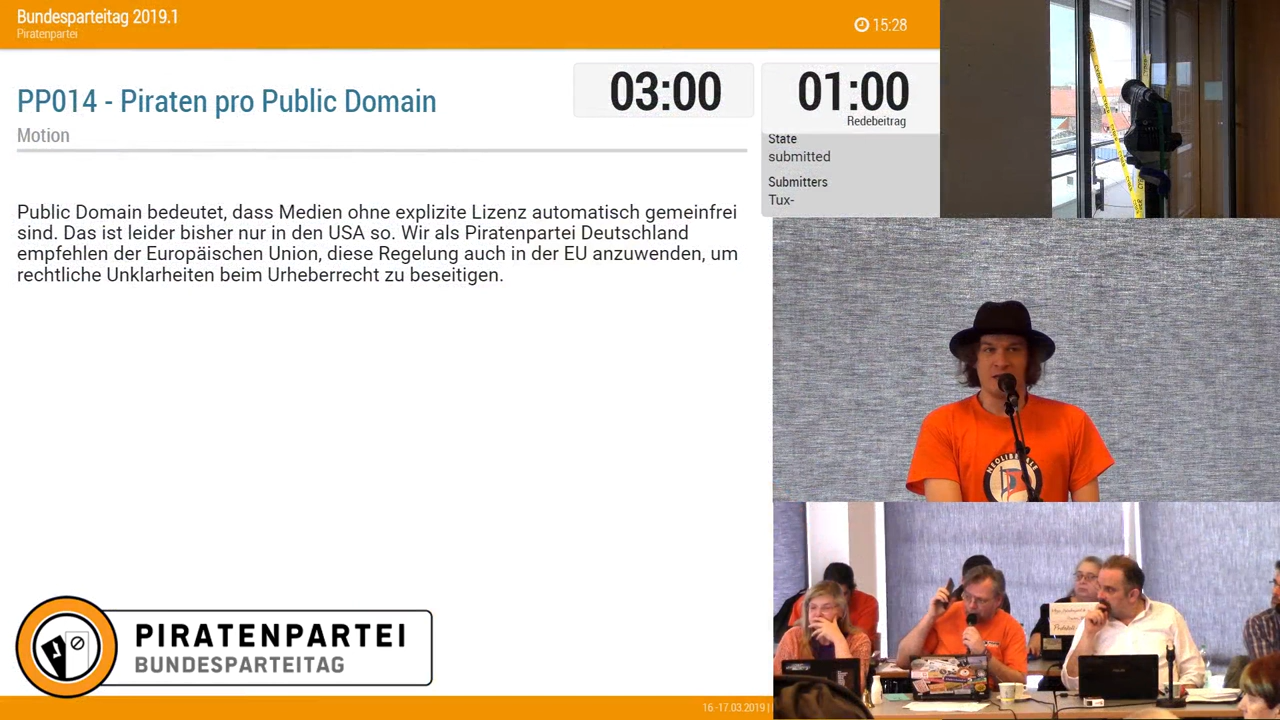 Bundesparteitag 2019.1
Piratenpartei
15:28
PP014 - Piraten pro Public Domain
Motion
03:00
01:00
Redebeitrag
State
submitted
Submitters
Tux-
Public Domain bedeutet, dass Medien ohne explizite Lizenz automatisch gemeinfrei
sind. Das ist leider bisher nur in den USA so. Wir als Piratenpartei Deutschland
empfehlen der Europäischen Union, diese Regelung auch in der EU anzuwenden, um
rechtliche Unklarheiten beim Urheberrecht zu beseitigen.
NEOLIBERALE
PIRATENPARTEI
BUNDESPARTEITAG
16 -17.03.2019 |